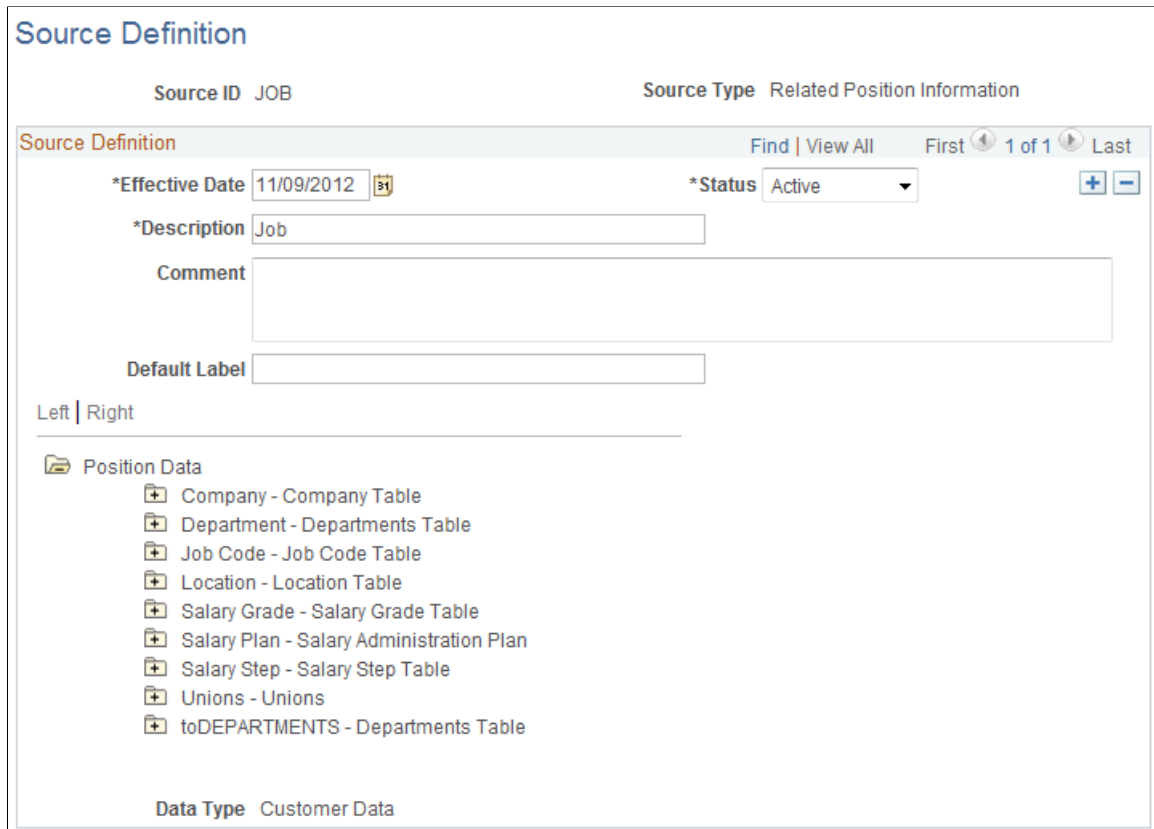 Source Definition
Source ID JOB Source Type Related Position Information
Source Definition Find | View All First 1 of 1 Last
*Effective Date 11/09/2012 31 *Status Active
*Description Job
Comment
Default Label
Left | Right
Position Data
Company - Company Table
Department - Departments Table
Job Code - Job Code Table
Location - Location Table
Salary Grade - Salary Grade Table
Salary Plan - Salary Administration Plan
Salary Step - Salary Step Table
Unions - Unions
toDEPARTMENTS - Departments Table
Data Type Customer Data